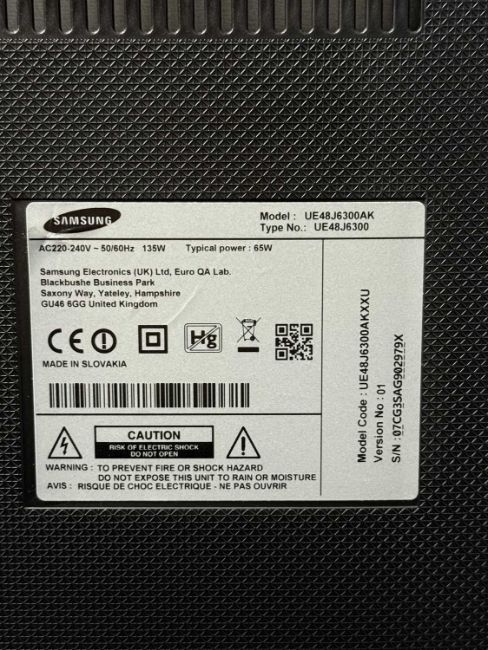 SAMSUNG
Model : UE48J6300AK
Type No.: UE48J6300
AC220-240V ~ 50/60Hz 135W Typical power : 65W
Samsung Electronics (UK) Ltd, Euro QA Lab.
Blackbushe Business Park
Saxony Way, Yateley, Hampshire
GU46 6GG United Kingdom
CE Hg
MADE IN SLOVAKIA
CAUTION
RISK OF ELECTRIC SHOCK
DO NOT OPEN
WARNING : TO PREVENT FIRE OR SHOCK HAZARD
DO NOT EXPOSE THIS UNIT TO RAIN OR MOISTURE
AVIS : RISQUE DE CHOC ELECTRIQUE - NE PAS OUVRIR
Model Code : UE48J6300AKXXU
Version No : 01
S/N : 07CG3SAG902979X